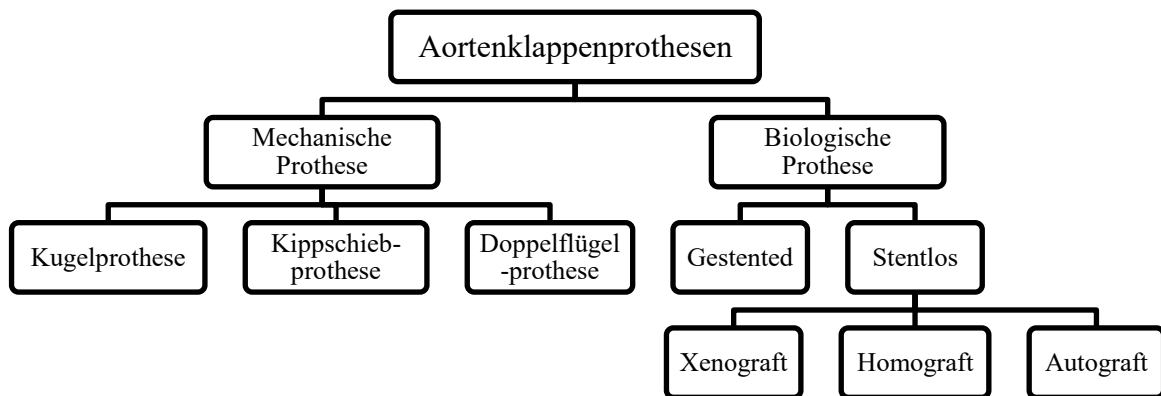 Aortenklappenprothesen
Mechanische
Prothese
Biologische
Prothese
Kugelprothese
Kippschieb-
prothese
Doppelflügel
-prothese
Gestented
Stentlos
Xenograft
Homograft
Autograft